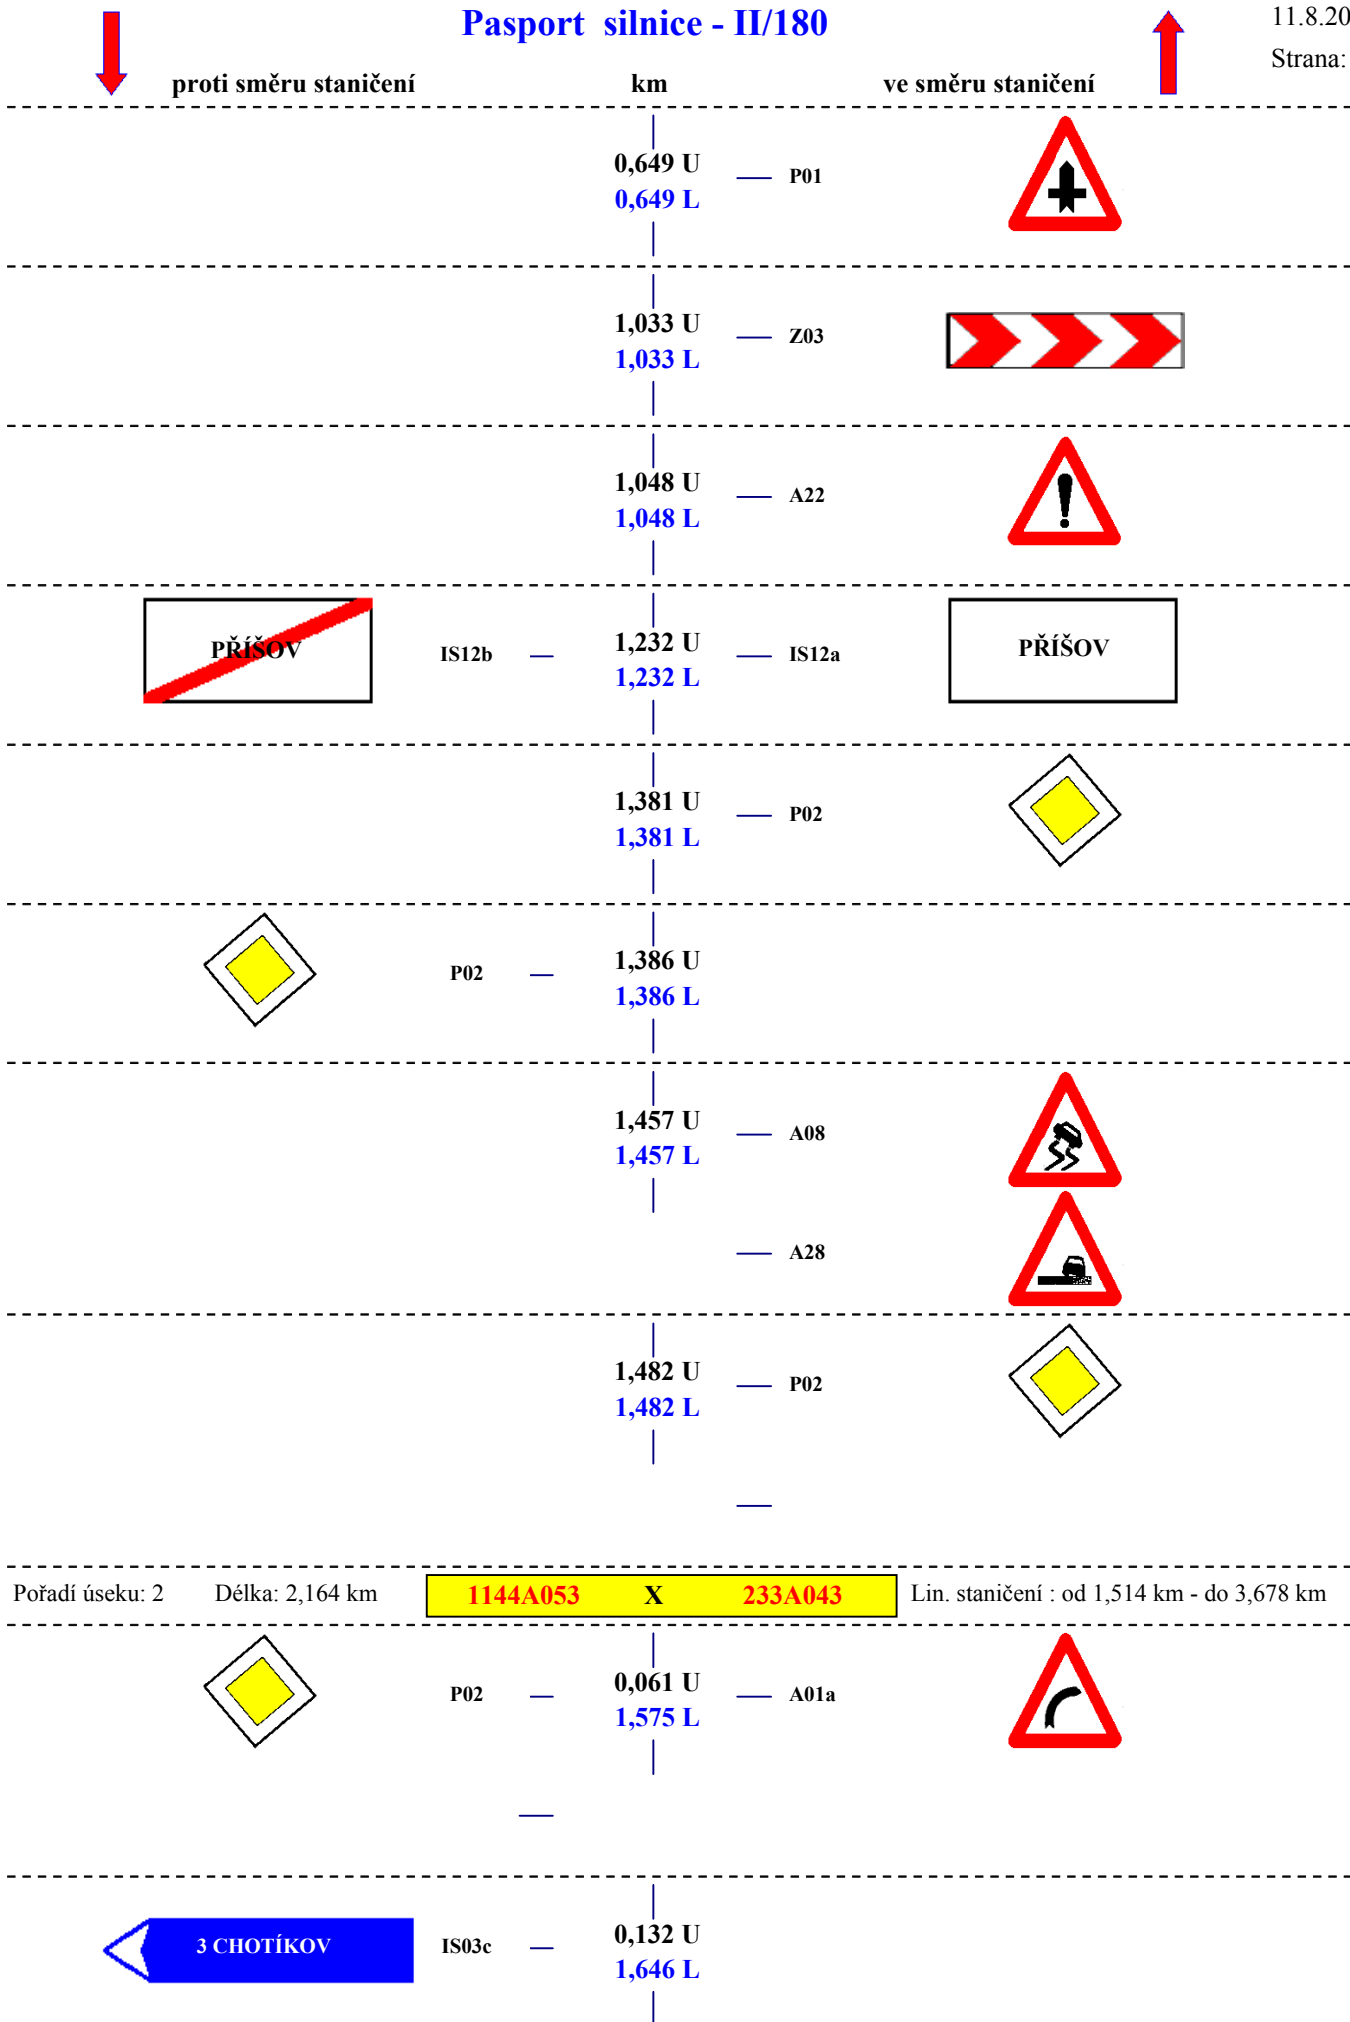 Pasport silnice - II/180
11.8.20
Strana:
proti směru staničení km ve směru staničení
0,649 U
0,649 L
P01
1,033 U
1,033 L
Z03
1,048 U
1,048 L
A22
PŘÍŠOV
IS12b
1,232 U
1,232 L
IS12a
PŘÍŠOV
1,381 U
1,381 L
P02
P02
1,386 U
1,386 L
1,457 U
1,457 L
A08
A28
1,482 U
1,482 L
P02
Pořadí úseku: 2 Délka: 2,164 km 1144A053 X 233A043 Lin. staničení : od 1,514 km - do 3,678 km
P02
0,061 U
1,575 L
A01a
3 CHOTÍKOV
IS03c
0,132 U
1,646 L